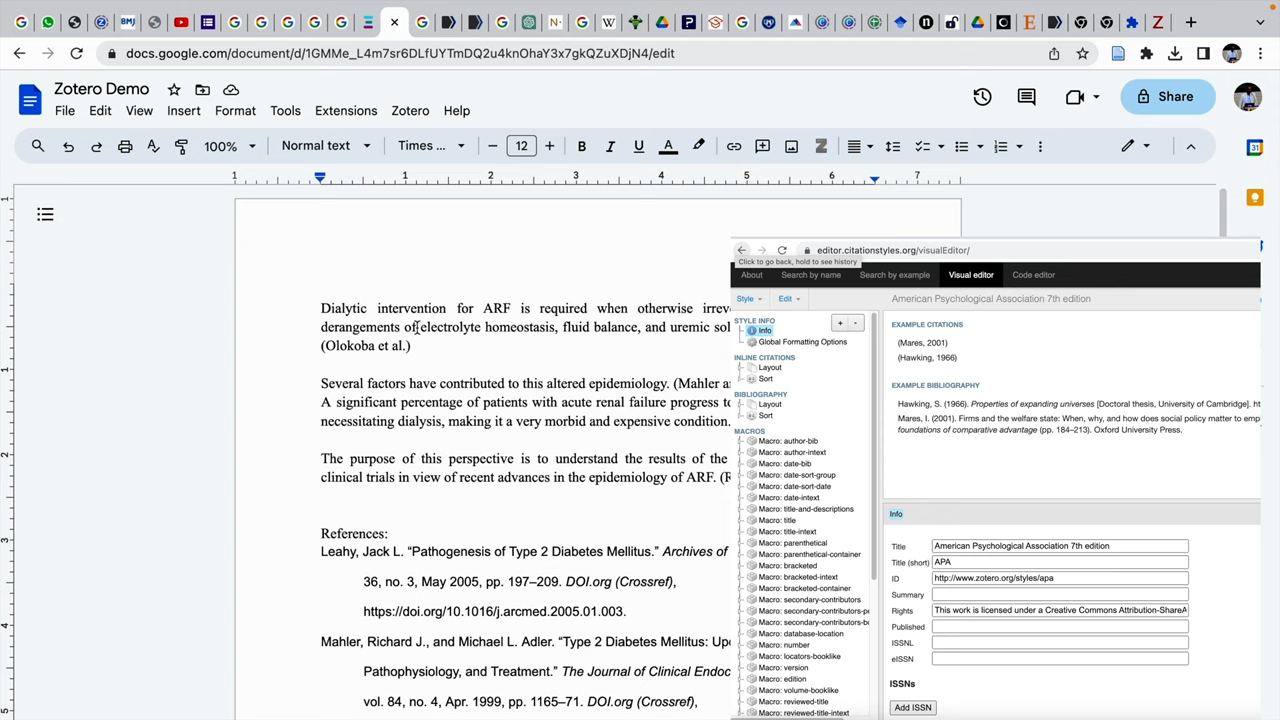 docs.google.com/document/d/1GMMe_L4m7sr6DLfUYTmDQ2u4knOhaY3x7gkQZuXDjN4/edit
Zotero Demo
File Edit View Insert Format Tools Extensions Zotero Help
Share
100% Normal text Times ... 12
1 1 2 3 4 5 6 7
Dialytic intervention for ARF is required when otherwise
derangements of electrolyte homeostasis, fluid balance, and uremic
(Olokoba et al.)
Several factors have contributed to this altered epidemiology. (Mahler
A significant percentage of patients with acute renal failure progress
necessitating dialysis, making it a very morbid and expensive condition.
The purpose of this perspective is to understand the results of the
clinical trials in view of recent advances in the epidemiology of ARF.
References:
Leahy, Jack L. “Pathogenesis of Type 2 Diabetes Mellitus.” Archives of
36, no. 3, May 2005, pp. 197–209. DOI.org (Crossref),
https://doi.org/10.1016/j.arcmed.2005.01.003.
Mahler, Richard J., and Michael L. Adler. “Type 2 Diabetes Mellitus:
Pathophysiology, and Treatment.” The Journal of Clinical
vol. 84, no. 4, Apr. 1999, pp. 1165–71. DOI.org (Crossref),
editor.citationstyles.org/visualEditor/
Click to go back, hold to see history
About Search by name Search by example Visual editor Code editor
Style Edit American Psychological Association 7th edition
STYLE INFO
+ -
Info
Global Formatting Options
INLINE CITATIONS
Layout
Sort
BIBLIOGRAPHY
Layout
Sort
MACROS
Macro: author-bib
Macro: author-intext
Macro: date-bib
Macro: date-sort-group
Macro: date-sort-date
Macro: date-intext
Macro: title-and-descriptions
Macro: title
Macro: title-intext
Macro: parenthetical
Macro: parenthetical-container
Macro: bracketed
Macro: bracketed-intext
Macro: bracketed-container
Macro: secondary-contributors
Macro: secondary-contributors-
Macro: secondary-contributors-
Macro: database-location
Macro: number
Macro: locators-booklike
Macro: version
Macro: edition
Macro: volume-booklike
Macro: reviewed-title
Macro: reviewed-title-intext
EXAMPLE CITATIONS
(Mares, 2001)
(Hawking, 1966)
EXAMPLE BIBLIOGRAPHY
Hawking, S. (1966). Properties of expanding universes [Doctoral thesis, University of Cambridge].
Mares, I. (2001). Firms and the welfare state: When, why, and how does social policy matter to
foundations of comparative advantage (pp. 184–213). Oxford University Press.
Info
Title American Psychological Association 7th edition
Title (short) APA
ID http://www.zotero.org/styles/apa
Summary
Rights This work is licensed under a Creative Commons
Published
ISSNL
eISSN
ISSNs
Add ISSN